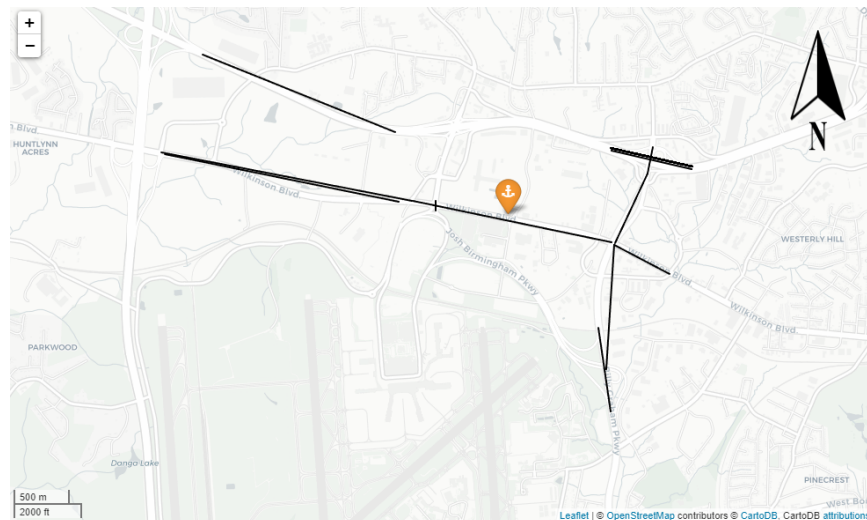 +
−
N
HUNTLYNN
ACRES
Wilkinson Blvd
Wilkinson Blvd
Josh Birmingham Pkwy
WESTERLY HILL
Wilkinson Blvd
Wilkinson Blvd.
PARKWOOD
Pkwy
Dango Lake
PINECREST
500 m
2000 ft
Leaflet | © OpenStreetMap contributors © CartoDB, CartoDB attributions